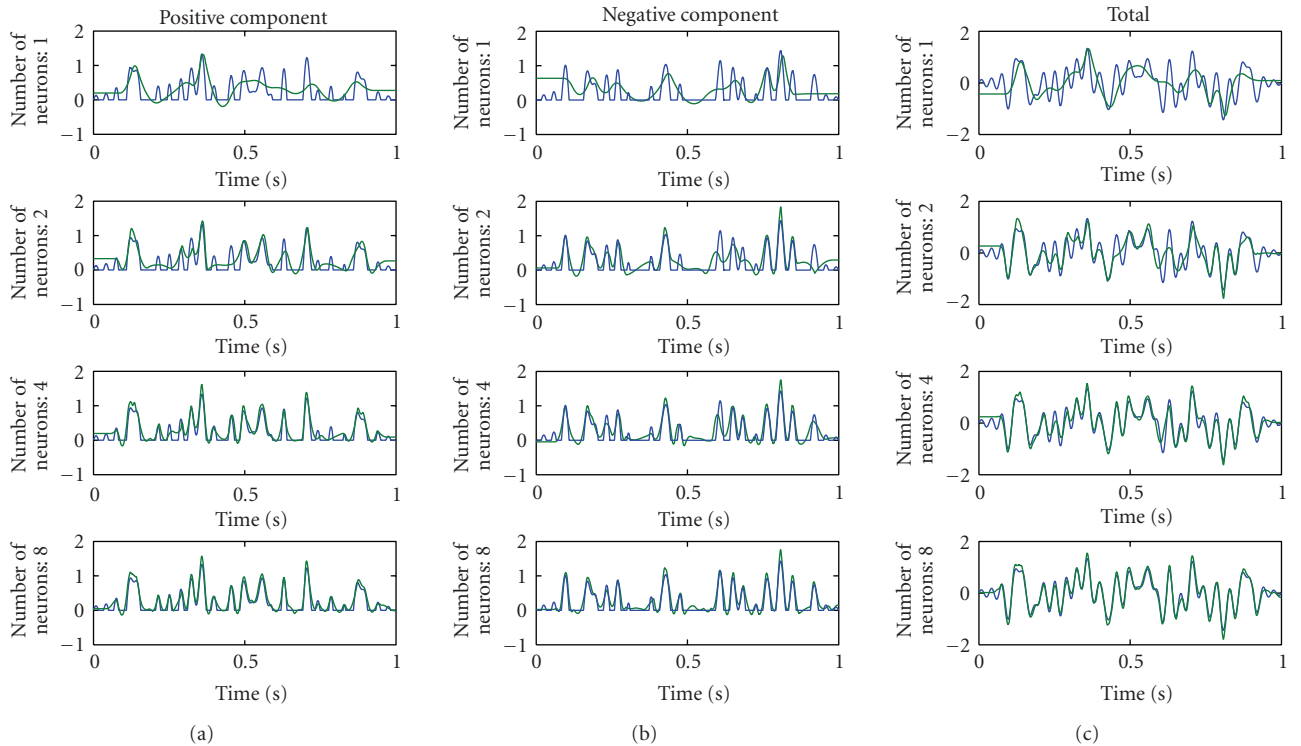 Positive component
Number of
neurons: 1
2
1
0
−1
0
0.5
1
Time (s)
Number of
neurons: 2
2
1
0
−1
0
0.5
1
Time (s)
Number of
neurons: 4
2
1
0
−1
0
0.5
1
Time (s)
Number of
neurons: 8
2
1
0
−1
0
0.5
1
Time (s)
(a)
Negative component
Number of
neurons: 1
2
1
0
−1
0
0.5
1
Time (s)
Number of
neurons: 2
2
1
0
−1
0
0.5
1
Time (s)
Number of
neurons: 4
2
1
0
−1
0
0.5
1
Time (s)
Number of
neurons: 8
2
1
0
−1
0
0.5
1
Time (s)
(b)
Total
Number of
neurons: 1
2
0
−2
0
0.5
1
Time (s)
Number of
neurons: 2
2
0
−2
0
0.5
1
Time (s)
Number of
neurons: 4
2
0
−2
0
0.5
1
Time (s)
Number of
neurons: 8
2
0
−2
0
0.5
1
Time (s)
(c)